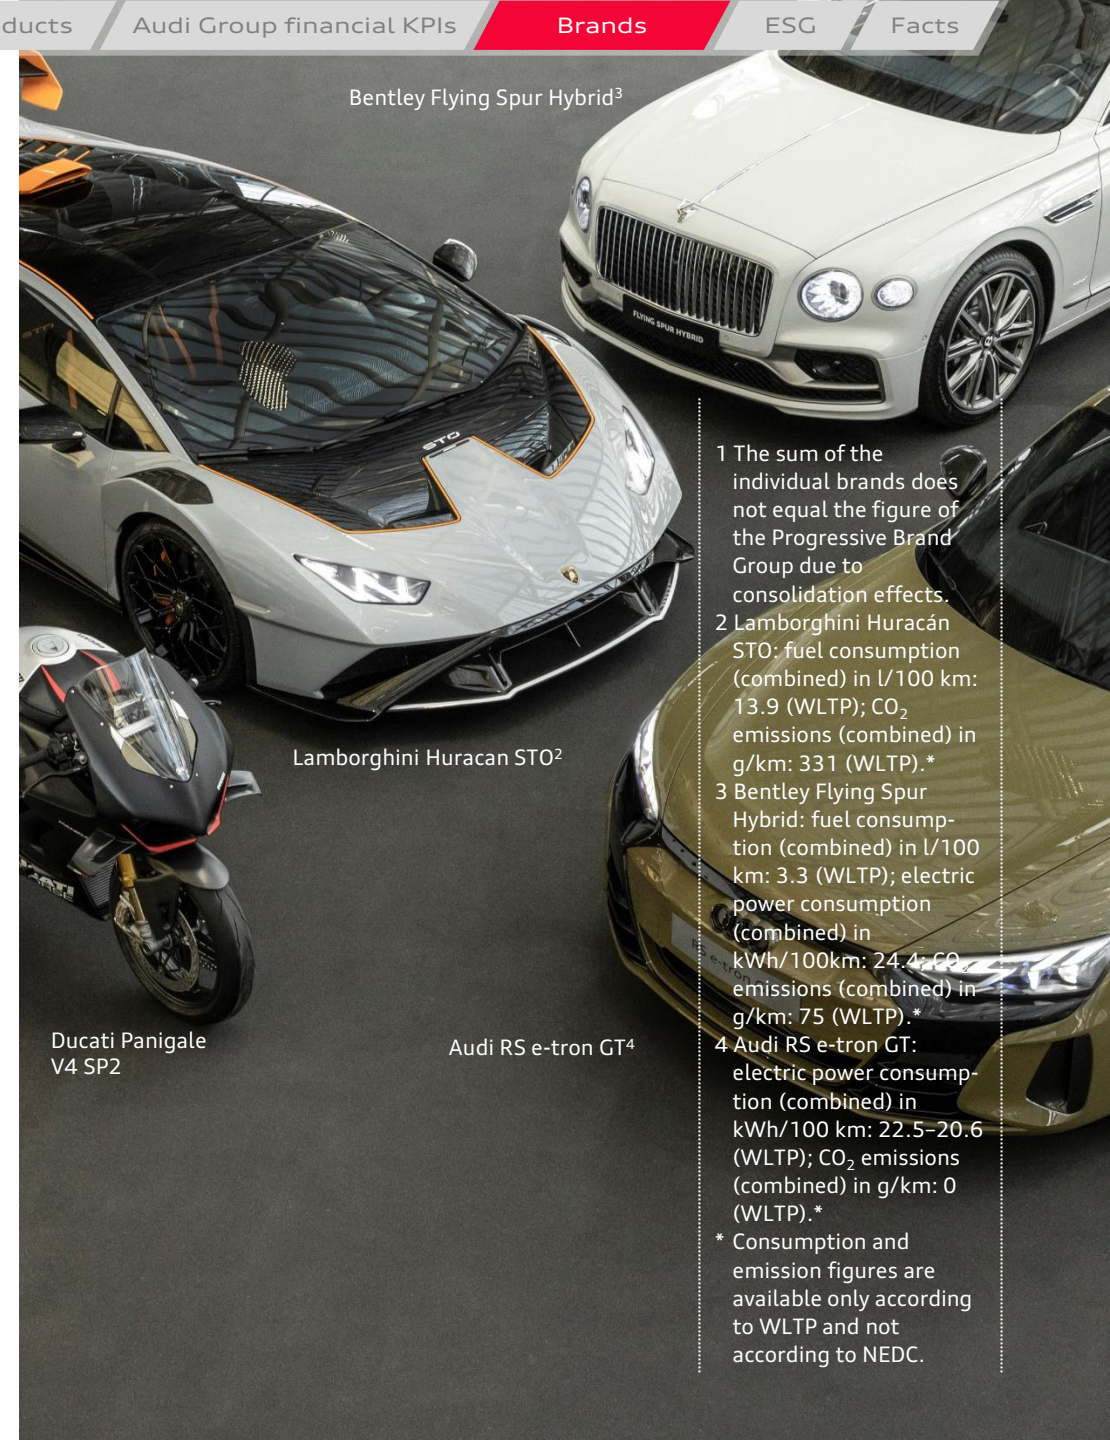 ducts
Audi Group financial KPIs
Brands
ESG
Facts
Bentley Flying Spur Hybrid³
FLYING SPUR HYBRID
STO
STO
1 The sum of the
individual brands does
not equal the figure of
the Progressive Brand
Group due to
consolidation effects.
2 Lamborghini Huracán
STO: fuel consumption
(combined) in l/100 km:
13.9 (WLTP); CO₂
emissions (combined) in
g/km: 331 (WLTP).*
3 Bentley Flying Spur
Hybrid: fuel consump-
tion (combined) in l/100
km: 3.3 (WLTP); electric
power consumption
(combined) in
kWh/100km: 24.4; CO₂
emissions (combined) in
g/km: 75 (WLTP).*
4 Audi RS e-tron GT:
electric power consump-
tion (combined) in
kWh/100 km: 22.5–20.6
(WLTP); CO₂ emissions
(combined) in g/km: 0
(WLTP).*
* Consumption and
emission figures are
available only according
to WLTP and not
according to NEDC.
Lamborghini Huracan STO²
RS e-tron
Ducati Panigale
V4 SP2
Audi RS e-tron GT⁴